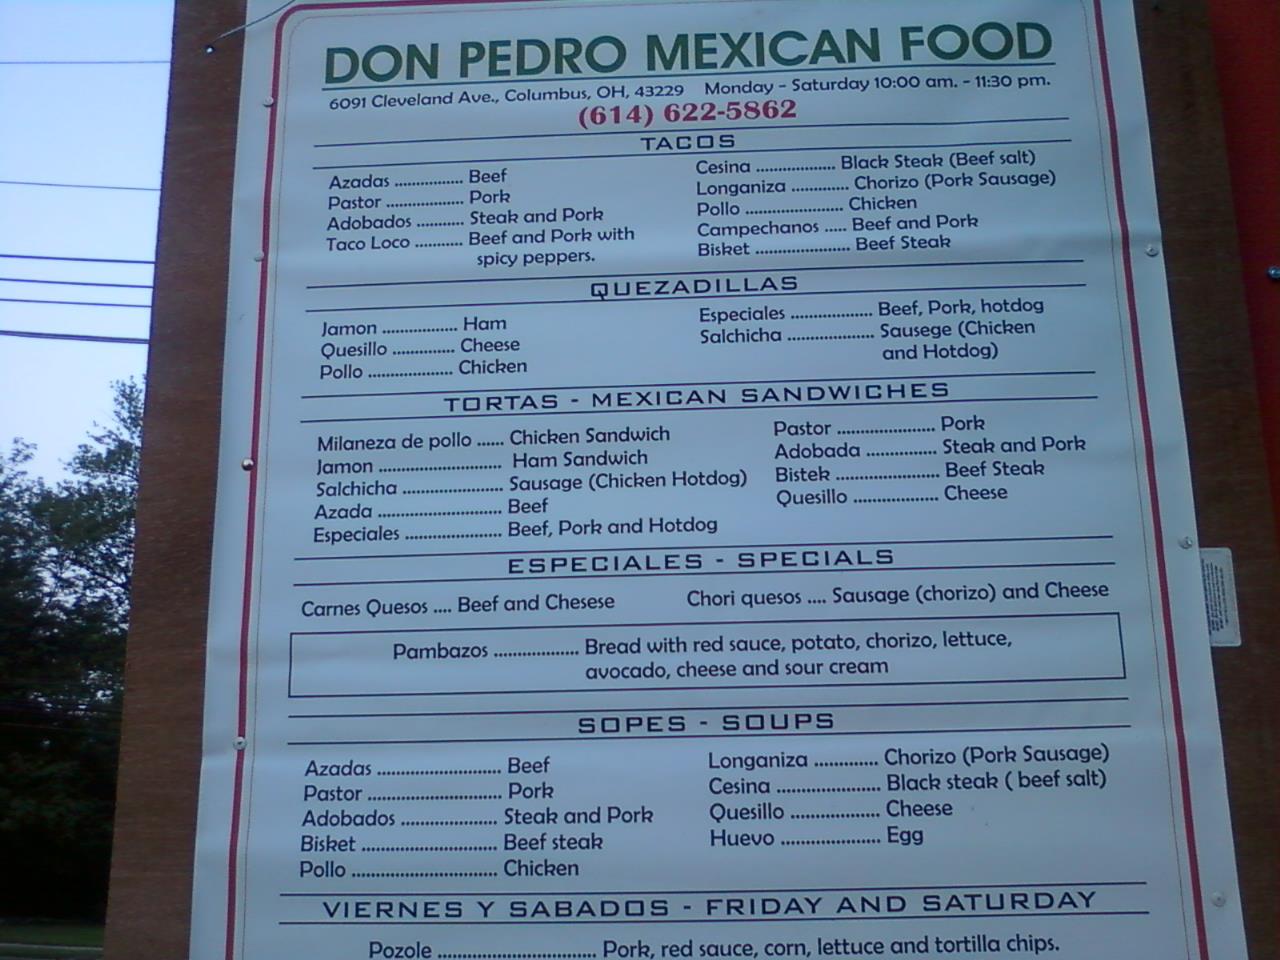 DON PEDRO MEXICAN FOOD
6091 Cleveland Ave., Columbus, OH, 43229 Monday - Saturday 10:00 am. - 11:30 pm.
(614) 622-5862
TACOS
Azadas ................ Beef
Pastor ................. Pork
Adobados ........... Steak and Pork
Taco Loco .......... Beef and Pork with
spicy peppers.
Cesina ................. Black Steak (Beef salt)
Longaniza ............ Chorizo (Pork Sausage)
Pollo ..................... Chicken
Campechanos ..... Beef and Pork
Bisket .................... Beef Steak
QUEZADILLAS
Jamon ................. Ham
Quesillo .............. Cheese
Pollo ................... Chicken
Especiales .................. Beef, Pork, hotdog
Salchicha ................... Sausege (Chicken
and Hotdog)
TORTAS - MEXICAN SANDWICHES
Milaneza de pollo ...... Chicken Sandwich
Jamon ............................ Ham Sandwich
Salchicha ....................... Sausage (Chicken Hotdog)
Azada ............................ Beef
Especiales ...................... Beef, Pork and Hotdog
Pastor ...................... Pork
Adobada ................ Steak and Pork
Bistek ....................... Beef Steak
Quesillo ................... Cheese
ESPECIALES - SPECIALS
Carnes Quesos .... Beef and Chesese
Chori quesos .... Sausage (chorizo) and Cheese
Pambazos ................... Bread with red sauce, potato, chorizo, lettuce,
avocado, cheese and sour cream
SOPES - SOUPS
Azadas ............................ Beef
Pastor .............................. Pork
Adobados ...................... Steak and Pork
Bisket ............................... Beef steak
Pollo ................................. Chicken
Longaniza .............. Chorizo (Pork Sausage)
Cesina ....................... Black steak ( beef salt)
Quesillo .................... Cheese
Huevo ...................... Egg
VIERNES Y SABADOS - FRIDAY AND SATURDAY
Pozole .................................. Pork, red sauce, corn, lettuce and tortilla chips.